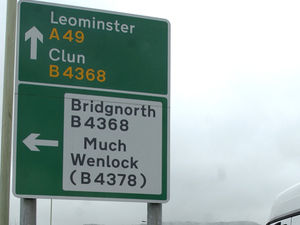 Leominster
A49
Clun
B4368
Bridgnorth
B4368
Much
Wenlock
(B4378)